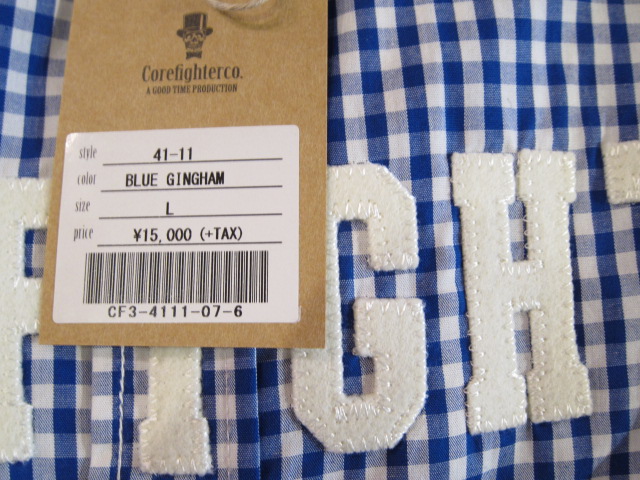 Corefighterco.
A GOOD TIME PRODUCTION
style 41-11
color BLUE GINGHAM
size L
price ¥15,000 (+TAX)
CF3-4111-07-6
FIGHT